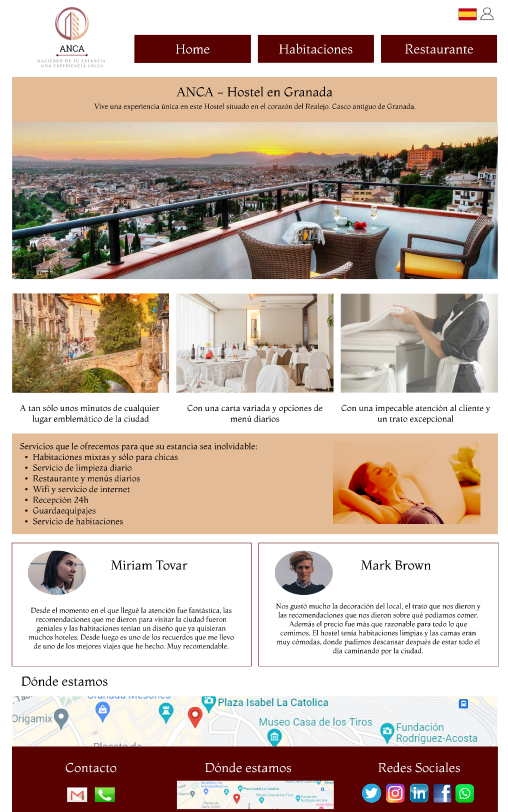 ANCA
HACIENDO DE TU ESTANCIA
UNA EXPERIENCIA ÚNICA
Home
Habitaciones
Restaurante
ANCA – Hostel en Granada
Vive una experiencia única en este Hostel situado en el corazón del Realejo. Casco antiguo de Granada.
A tan sólo unos minutos de cualquier
lugar emblemático de la ciudad
Con una carta variada y opciones de
menú diarios
Con una impecable atención al cliente y
un trato excepcional
Servicios que le ofrecemos para que su estancia sea inolvidable:
• Habitaciones mixtas y sólo para chicas
• Servicio de limpieza diario
• Restaurante y menús diarios
• Wifi y servicio de internet
• Recepción 24h
• Guardaequipajes
• Servicio de habitaciones
Miriam Tovar
Desde el momento en el que llegué la atención fue fantástica, las
recomendaciones que me dieron para visitar la ciudad fueron
geniales y las habitaciones tenían un diseño que ya quisieran
muchos hoteles. Desde luego es uno de los recuerdos que me llevo
de uno de los mejores viajes que he hecho. Muy recomendable.
Mark Brown
Nos gustó mucho la decoración del local, el trato que nos dieron y
las recomendaciones que nos dieron sobre qué podíamos comer.
Además el precio fue más que razonable para todo lo que
comimos. El hostel tenía habitaciones limpias y las camas eran
muy cómodas, donde pudimos descansar después de estar todo el
día caminando por la ciudad.
Dónde estamos
Granada Mesones
Plaza Isabel La Catolica
Origamix
Museo Casa de los Tiros
Fundación
Rodríguez-Acosta
Contacto
Dónde estamos
Redes Sociales